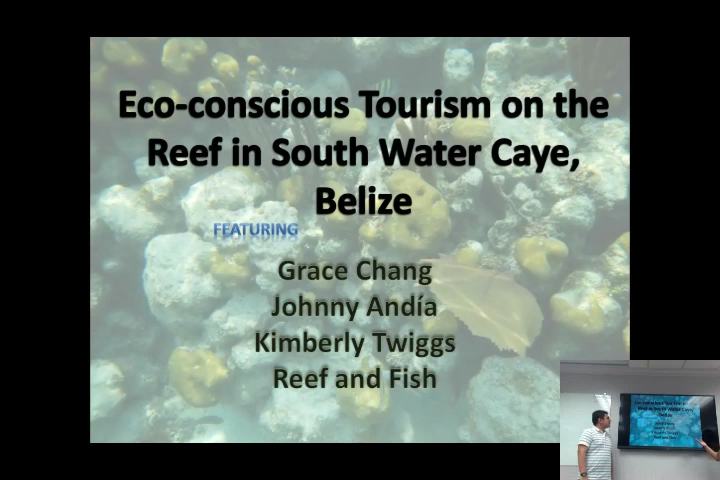 Eco-conscious Tourism on the
Reef in South Water Caye,
Belize
FEATURING
Grace Chang
Johnny Andía
Kimberly Twiggs
Reef and Fish